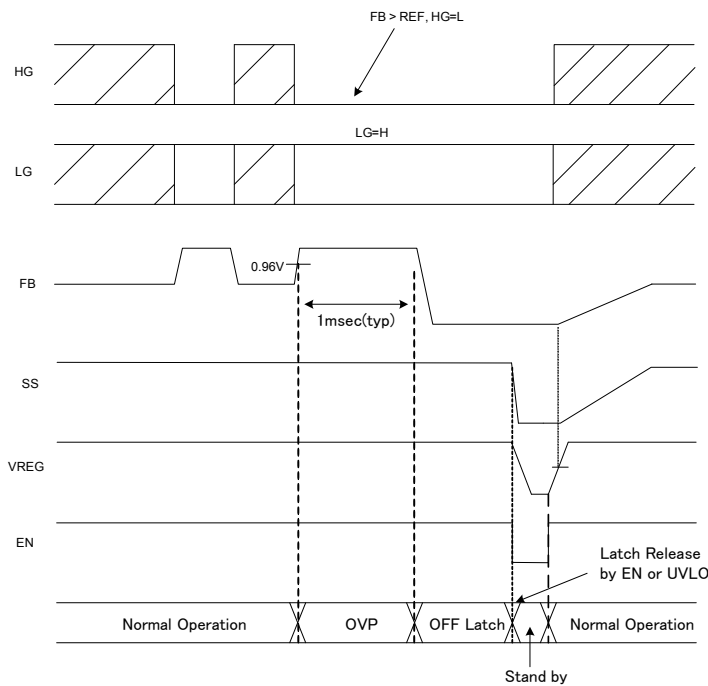 FB > REF, HG=L
HG
LG=H
LG
0.96V
FB
1msec(typ)
SS
VREG
EN
Latch Release
by EN or UVLO
Normal Operation
OVP
OFF Latch
Normal Operation
Stand by